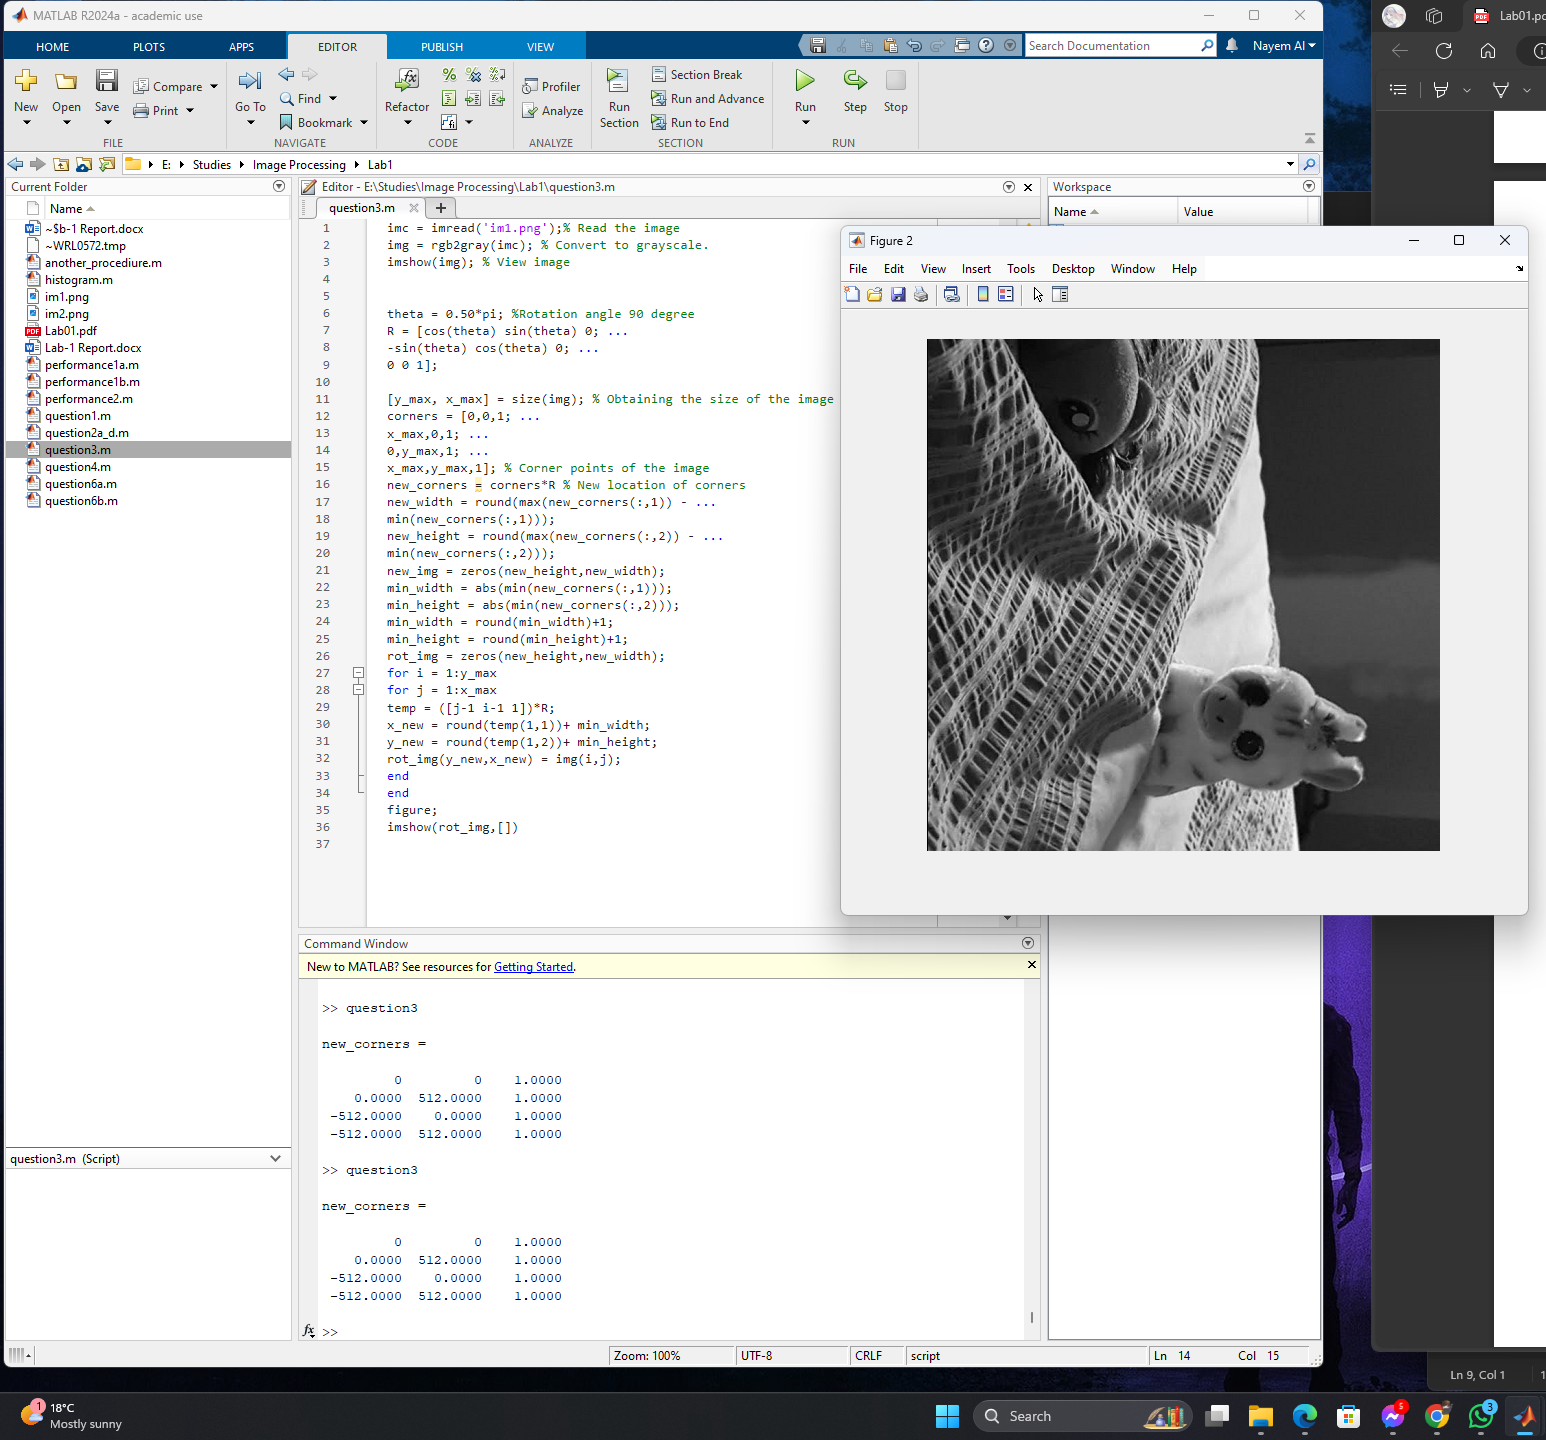 MATLAB R2024a - academic use
HOME PLOTS APPS EDITOR PUBLISH VIEW
Search Documentation
Nayem Al
New Open Save Compare Print
Go To Find Bookmark
Refactor
Profiler
Analyze
Run Section
Section Break
Run and Advance
Run to End
Run Step Stop
FILE NAVIGATE CODE ANALYZE SECTION RUN
E: Studies Image Processing Lab1
Current Folder
Name
~$b-1 Report.docx
~WRL0572.tmp
another_procediure.m
histogram.m
im1.png
im2.png
Lab01.pdf
Lab-1 Report.docx
performance1a.m
performance1b.m
performance2.m
question1.m
question2a_d.m
question3.m
question4.m
question6a.m
question6b.m
question3.m (Script)
Editor - E:\Studies\Image Processing\Lab1\question3.m
question3.m
1 imc = imread('im1.png');% Read the image
2 img = rgb2gray(imc); % Convert to grayscale.
3 imshow(img); % View image
4
5
6 theta = 0.50*pi; %Rotation angle 90 degree
7 R = [cos(theta) sin(theta) 0; ...
8 -sin(theta) cos(theta) 0; ...
9 0 0 1];
10
11 [y_max, x_max] = size(img); % Obtaining the size of the image
12 corners = [0,0,1; ...
13 x_max,0,1; ...
14 0,y_max,1; ...
15 x_max,y_max,1]; % Corner points of the image
16 new_corners = corners*R % New location of corners
17 new_width = round(max(new_corners(:,1)) - ...
18 min(new_corners(:,1)));
19 new_height = round(max(new_corners(:,2)) - ...
20 min(new_corners(:,2)));
21 new_img = zeros(new_height,new_width);
22 min_width = abs(min(new_corners(:,1)));
23 min_height = abs(min(new_corners(:,2)));
24 min_width = round(min_width)+1;
25 min_height = round(min_height)+1;
26 rot_img = zeros(new_height,new_width);
27 for i = 1:y_max
28 for j = 1:x_max
29 temp = ([j-1 i-1 1])*R;
30 x_new = round(temp(1,1))+ min_width;
31 y_new = round(temp(1,2))+ min_height;
32 rot_img(y_new,x_new) = img(i,j);
33 end
34 end
35 figure;
36 imshow(rot_img,[])
37
Workspace
Name Value
Figure 2
File Edit View Insert Tools Desktop Window Help
Command Window
New to MATLAB? See resources for Getting Started.
>> question3
new_corners =
0 0 1.0000
0.0000 512.0000 1.0000
-512.0000 0.0000 1.0000
-512.0000 512.0000 1.0000
>> question3
new_corners =
0 0 1.0000
0.0000 512.0000 1.0000
-512.0000 0.0000 1.0000
-512.0000 512.0000 1.0000
fx >>
Zoom: 100% UTF-8 CRLF script Ln 14 Col 15
PDF Lab01.pc
Ln 9, Col 1
1
18°C
Mostly sunny
Search
5
3